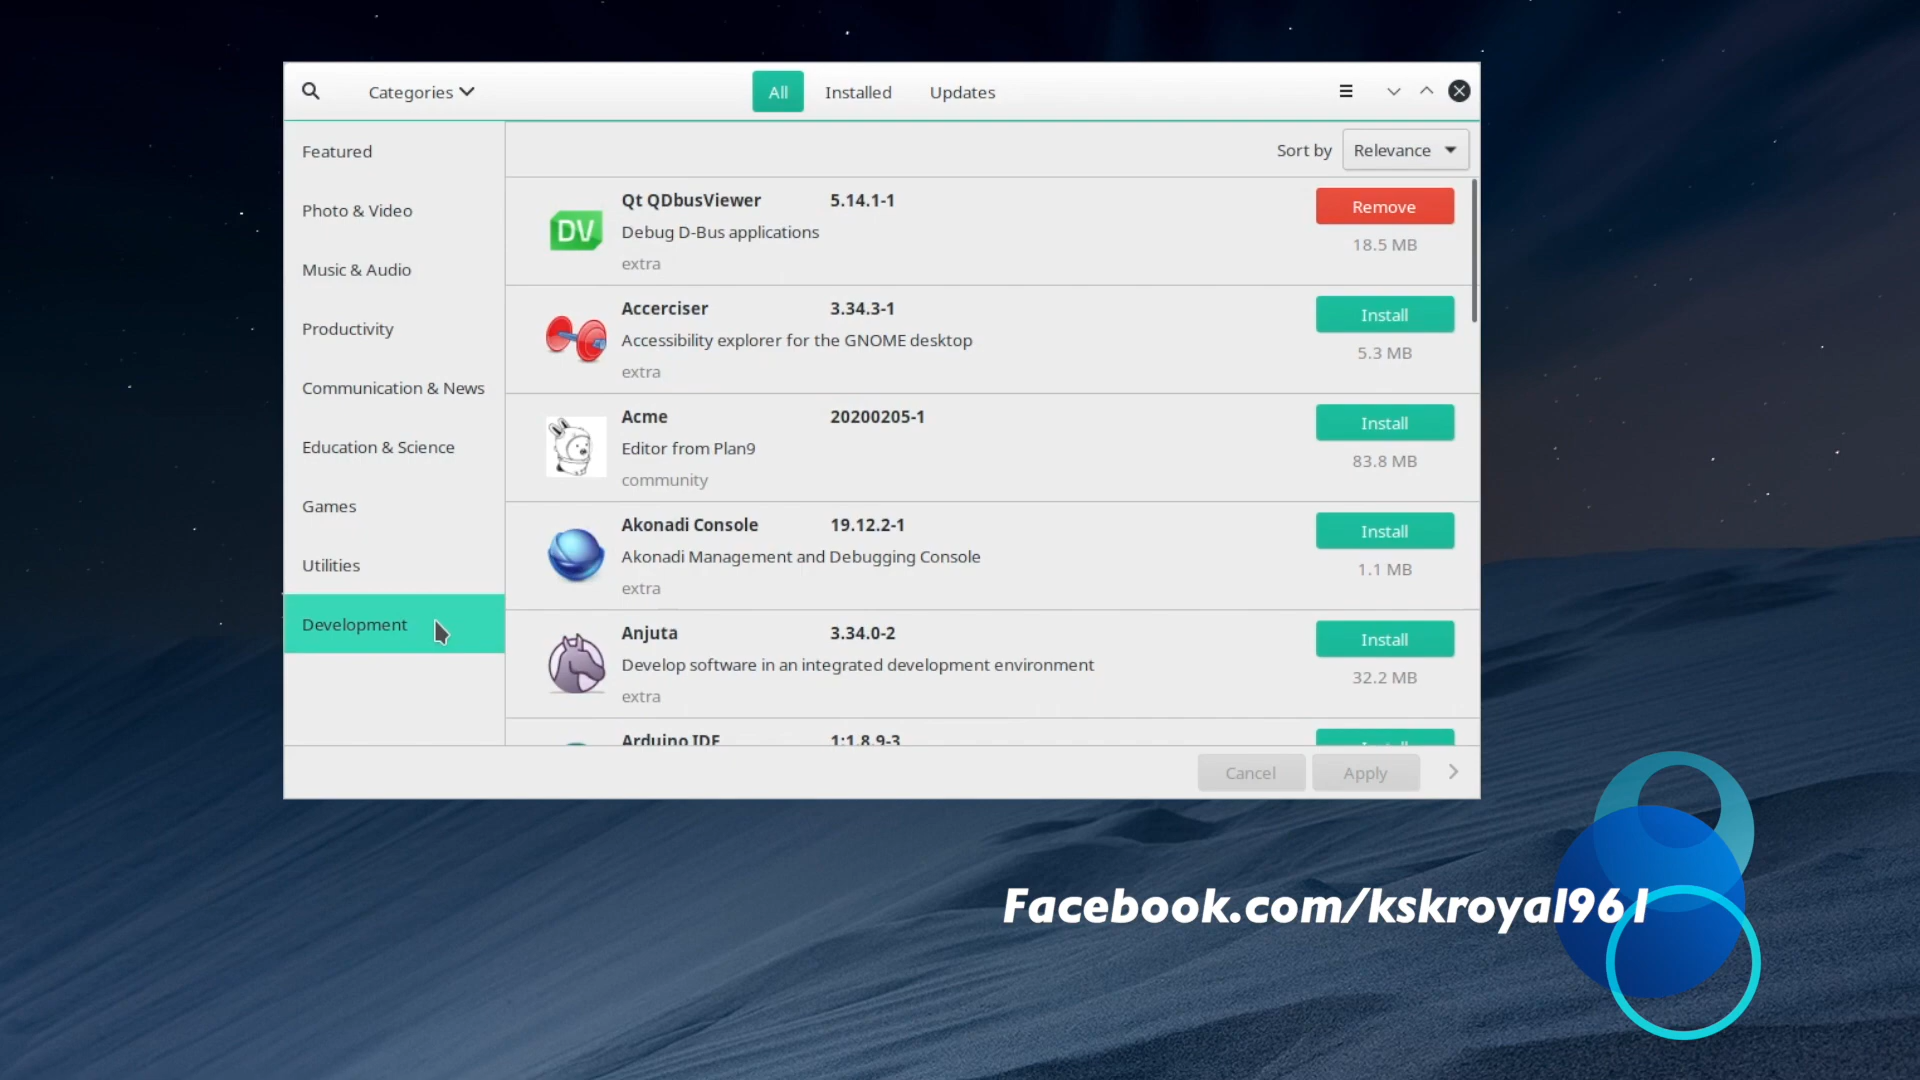 Categories
All
Installed
Updates
Featured
Photo & Video
Music & Audio
Productivity
Communication & News
Education & Science
Games
Utilities
Development
Sort by
Relevance
DV
Qt QDbusViewer 5.14.1-1
Debug D-Bus applications
extra
Remove
18.5 MB
Accerciser 3.34.3-1
Accessibility explorer for the GNOME desktop
extra
Install
5.3 MB
Acme 20200205-1
Editor from Plan9
community
Install
83.8 MB
Akonadi Console 19.12.2-1
Akonadi Management and Debugging Console
extra
Install
1.1 MB
Anjuta 3.34.0-2
Develop software in an integrated development environment
extra
Install
32.2 MB
Arduino IDE 1:1.8.9-3
Install
Cancel
Apply
Facebook.com/kskroyal961